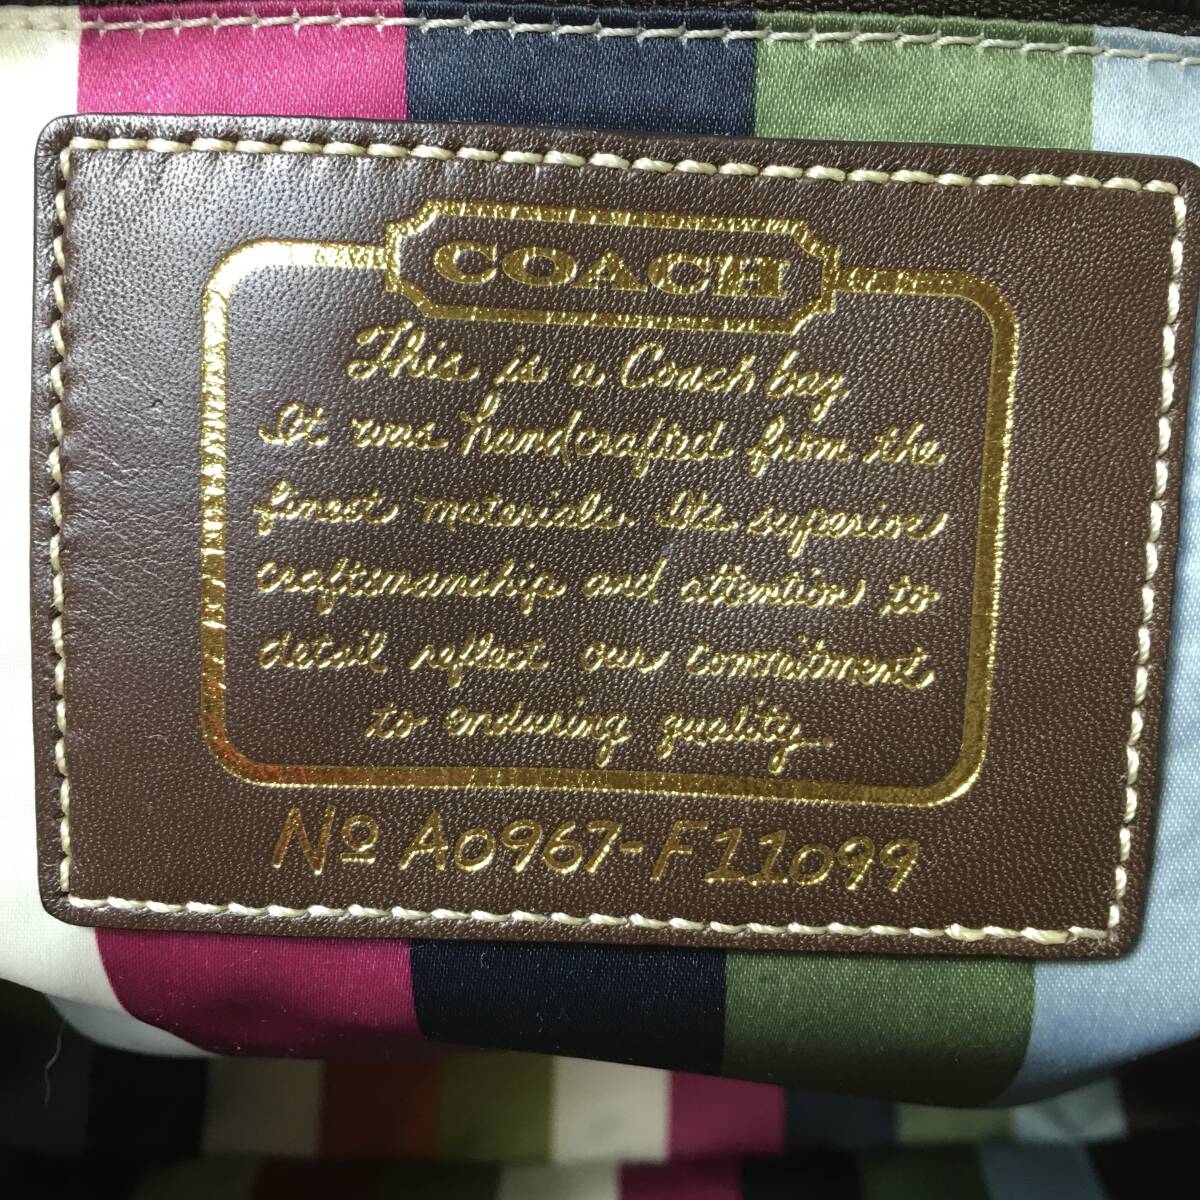 COACH
This is a Coach bag
It was handcrafted from the
finest materials. Its superior
craftsmanship and attention to
detail reflect our commitment
to enduring quality.
Nº A0967-F11099